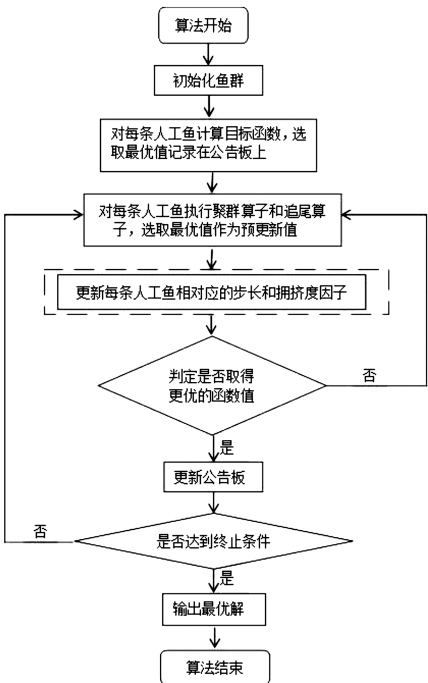 算法开始
初始化鱼群
对每条人工鱼计算目标函数，选
取最优值记录在公告板上
对每条人工鱼执行聚群算子和追尾算
子，选取最优值作为预更新值
更新每条人工鱼相对应的步长和拥挤度因子
判定是否取得
更优的函数值
否
是
更新公告板
是否达到终止条件
否
是
输出最优解
算法结束